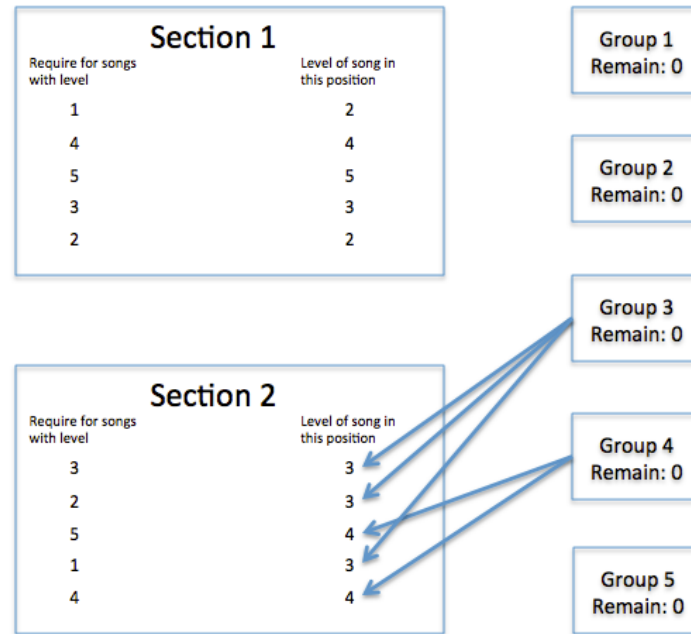 Section 1
Require for songs with level
Level of song in this position
1 2
4 4
5 5
3 3
2 2
Section 2
Require for songs with level
Level of song in this position
3 3
2 3
5 4
1 3
4 4
Group 1
Remain: 0
Group 2
Remain: 0
Group 3
Remain: 0
Group 4
Remain: 0
Group 5
Remain: 0